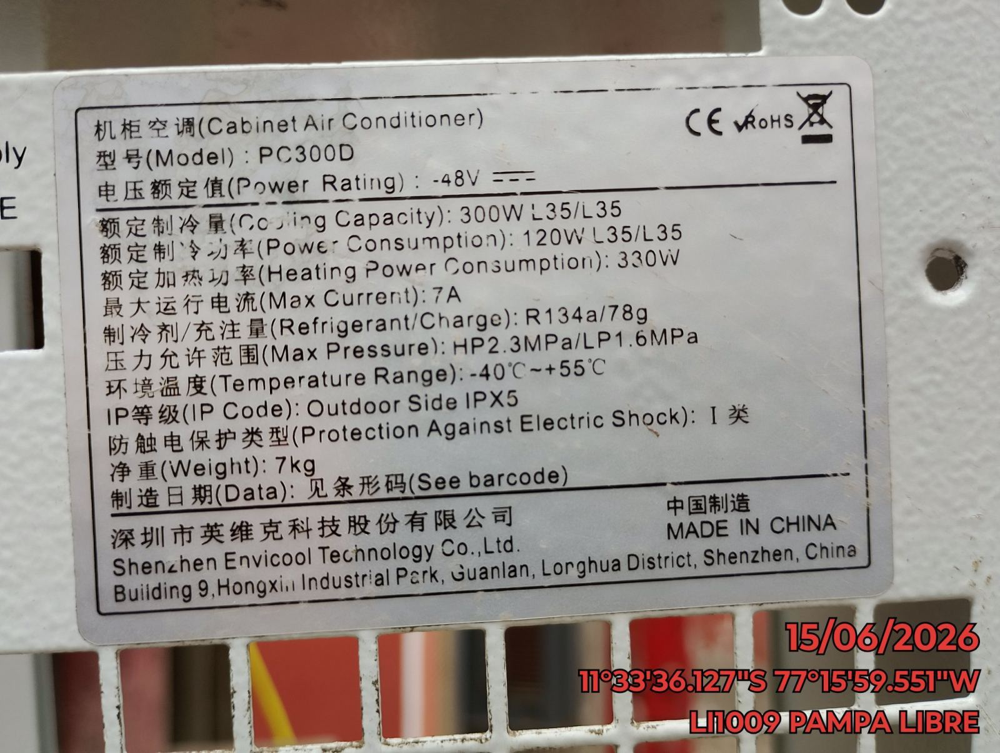 ly
E
机柜空调(Cabinet Air Conditioner)
CE RoHS
型号(Model) : PC300D
电压额定值(Power Rating) : -48V
额定制冷量(Cooling Capacity): 300W L35/L35
额定制冷功率(Power Consumption): 120W L35/L35
额定加热功率(Heating Power Consumption): 330W
最大运行电流(Max Current): 7A
制冷剂/充注量(Refrigerant/Charge): R134a/78g
压力允许范围(Max Pressure): HP2.3MPa/LP1.6MPa
环境温度(Temperature Range): -40℃~+55℃
IP等级(IP Code): Outdoor Side IPX5
防触电保护类型(Protection Against Electric Shock): I 类
净重(Weight): 7kg
制造日期(Data): 见条形码(See barcode)
深圳市英维克科技股份有限公司
Shenzhen Envicool Technology Co.,Ltd.
中国制造
MADE IN CHINA
Building 9,Hongxin Industrial Park, Guanlan, Longhua District, Shenzhen, China
15/06/2026
11°33'36.127"S 77°15'59.551"W
LI1009 PAMPA LIBRE